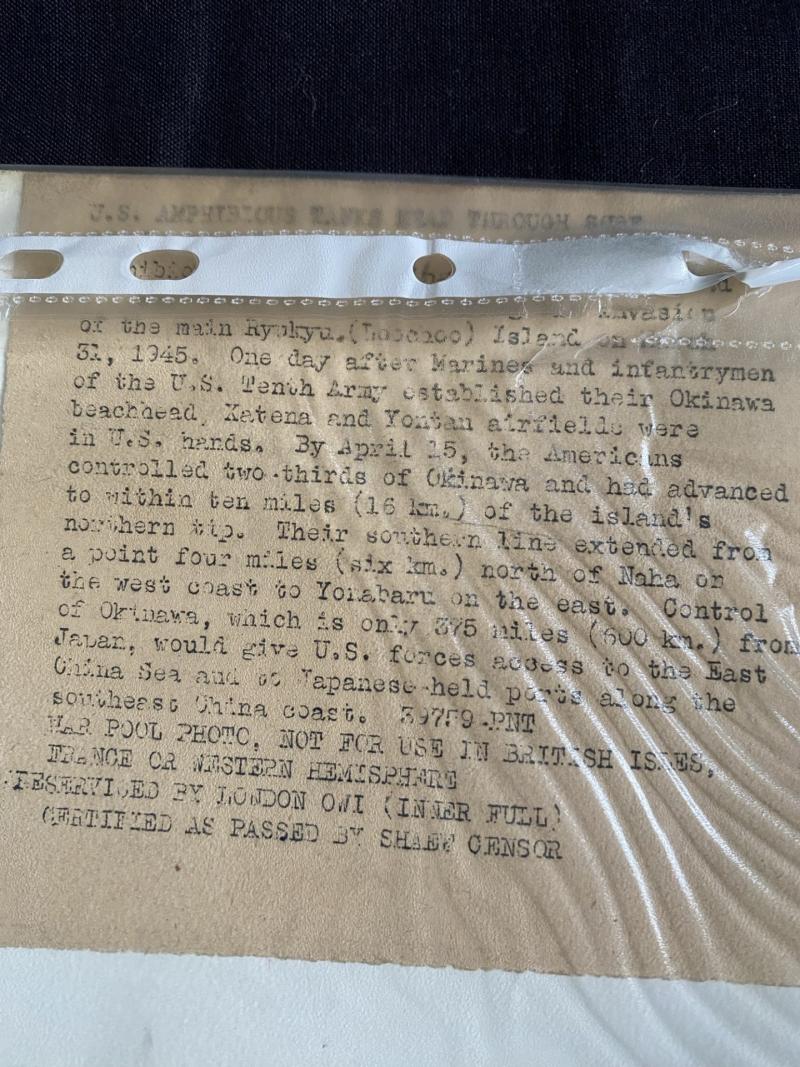 U.S. AMPHIBIOUS TANKS HEAD THROUGH SURF
invasion
of the main Ryukyu.(Loochoo) Island on March
31, 1945. One day after Marines and infantrymen
of the U.S. Tenth Army established their Okinawa
beachhead, Katena and Yontan airfields were
in U.S. hands. By April 15, the Americans
controlled two-thirds of Okinawa and had advanced
to within ten miles (16 km.) of the island's
northern tip. Their southern line extended from
a point four miles (six km.) north of Naha on
the west coast to Yonabaru on the east. Control
of Okinawa, which is only 375 miles (600 km.) from
Japan, would give U.S. forces access to the East
China Sea and to Japanese-held ports along the
southeast China coast. 39759-PNT
WAR POOL PHOTO, NOT FOR USE IN BRITISH ISLES,
FRANCE OR WESTERN HEMISPHERE
/RESERVICED BY LONDON OWI (INNER FULL)
CERTIFIED AS PASSED BY SHAEF CENSOR